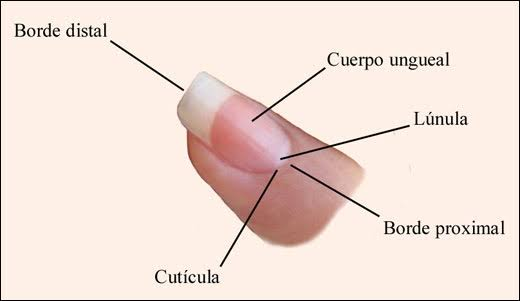 Borde distal
Cuerpo ungueal
Lúnula
Borde proximal
Cutícula